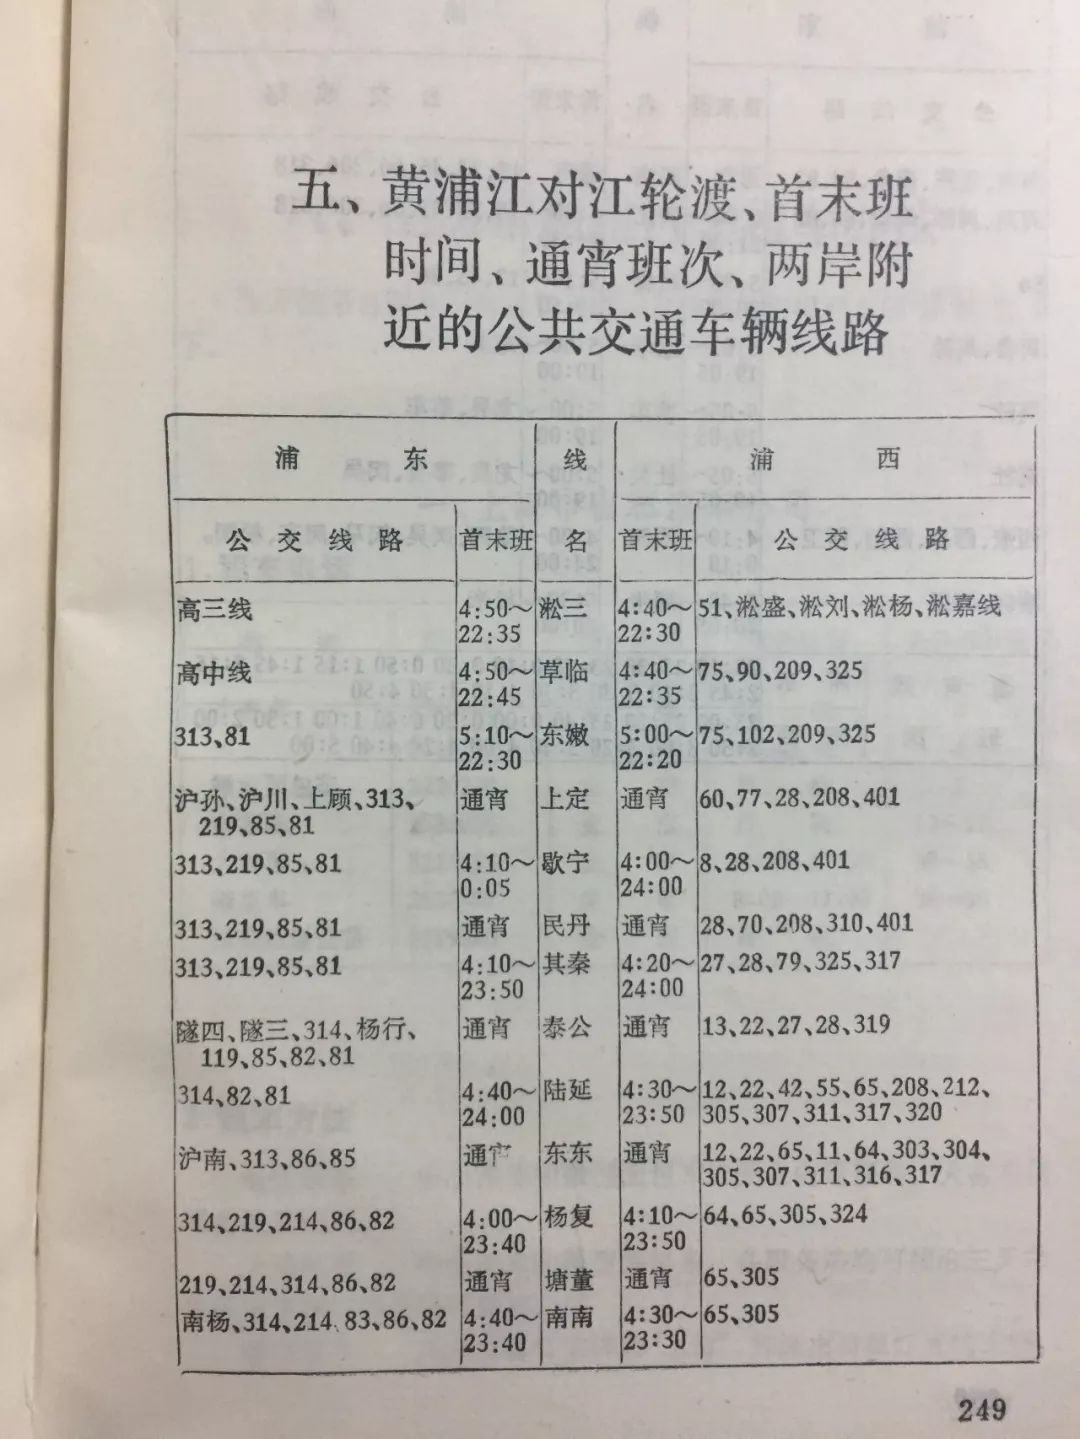 五、黄浦江对江轮渡、首末班
时间、通宵班次、两岸附
近的公共交通车辆线路
浦 东 线 浦 西
公交线路 首末班 名 首末班 公交线路
高三线 4:50～ 淞三 4:40～ 51、淞盛、淞刘、淞杨、淞嘉线
22:35 22:30
高中线 4:50～ 草临 4:40～ 75、90、209、325
22:45 22:35
313、81 5:10～ 东嫩 5:00～ 75、102、209、325
22:30 22:20
沪孙、沪川、上顾、313、 通宵 上定 通宵 60、77、28、208、401
219、85、81
313、219、85、81 4:10～ 歇宁 4:00～ 8、28、208、401
0:05 24:00
313、219、85、81 通宵 民丹 通宵 28、70、208、310、401
313、219、85、81 4:10～ 其秦 4:20～ 27、28、79、325、317
23:50 24:00
隧四、隧三、314、杨行、 通宵 泰公 通宵 13、22、27、28、319
119、85、82、81
314、82、81 4:40～ 陆延 4:30～ 12、22、42、55、65、208、212、
24:00 23:50 305、307、311、317、320
沪南、313、86、85 通宵 东东 通宵 12、22、65、11、64、303、304、
305、307、311、316、317
314、219、214、86、82 4:00～ 杨复 4:10～ 64、65、305、324
23:40 23:50
219、214、314、86、82 通宵 塘董 通宵 65、305
南杨、314、214、83、86、82 4:40～ 南南 4:30～ 65、305
23:40 23:30
249